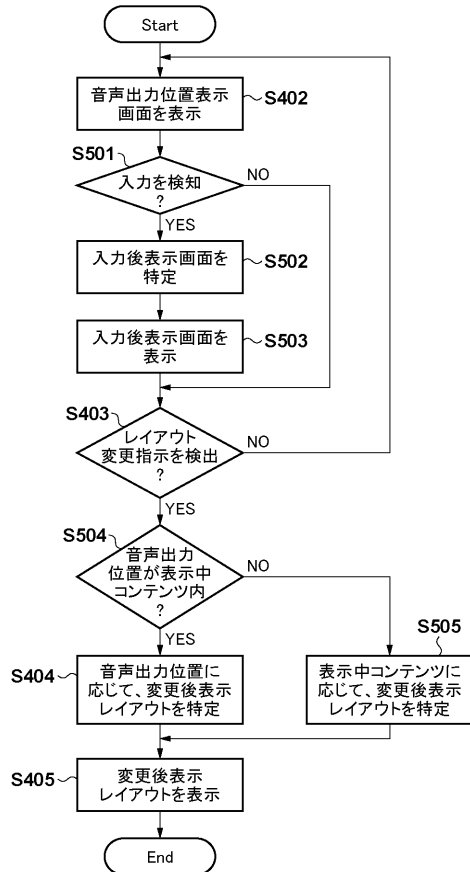 Start
音声出力位置表示
画面を表示
S402
S501
入力を検知
?
NO
YES
入力後表示画面を
特定
S502
入力後表示画面を
表示
S503
S403
レイアウト
変更指示を検出
?
NO
YES
S504
音声出力
位置が表示中
コンテンツ内
?
NO
YES
S505
S404
音声出力位置に
応じて、変更後表示
レイアウトを特定
表示中コンテンツに
応じて、変更後表示
レイアウトを特定
S405
変更後表示
レイアウトを表示
End